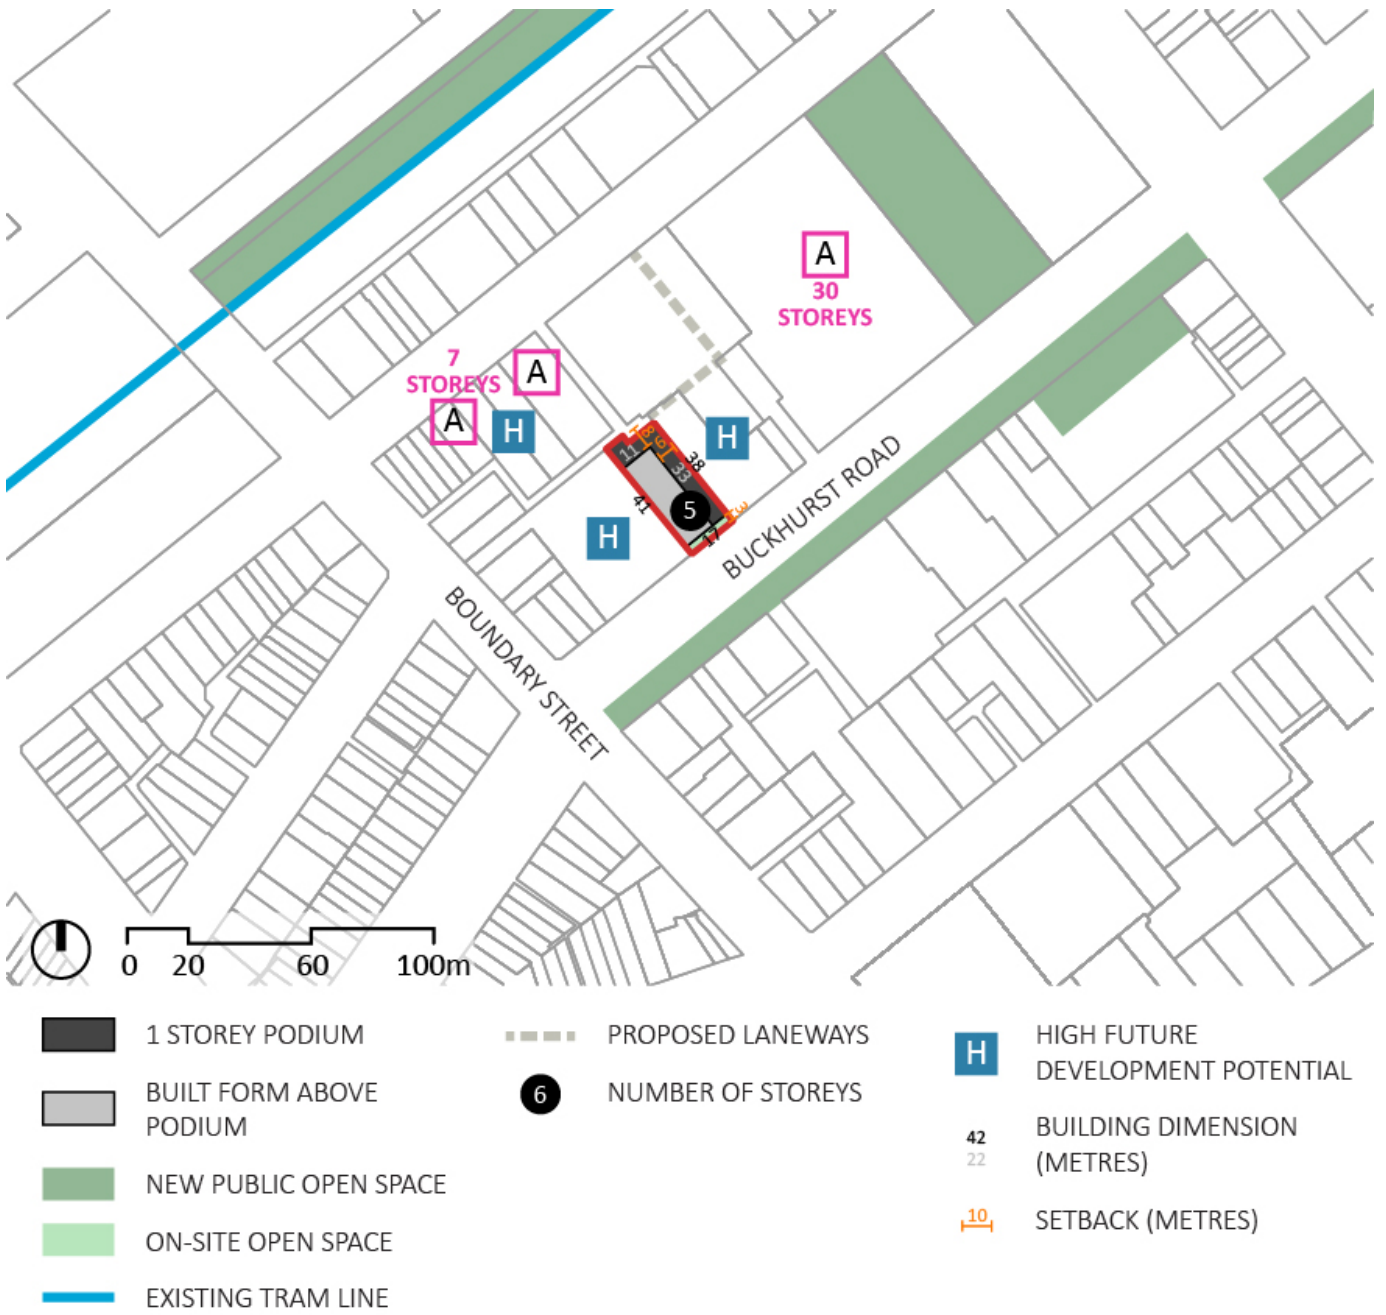 A
30
STOREYS
7
STOREYS
A
A
H
H
H
8
6
11
33
38
41
5
3
17
BUCKHURST ROAD
BOUNDARY STREET
0 20 60 100m
1 STOREY PODIUM
BUILT FORM ABOVE
PODIUM
NEW PUBLIC OPEN SPACE
ON-SITE OPEN SPACE
EXISTING TRAM LINE
PROPOSED LANEWAYS
6
NUMBER OF STOREYS
H
HIGH FUTURE
DEVELOPMENT POTENTIAL
42
22
BUILDING DIMENSION
(METRES)
10
SETBACK (METRES)